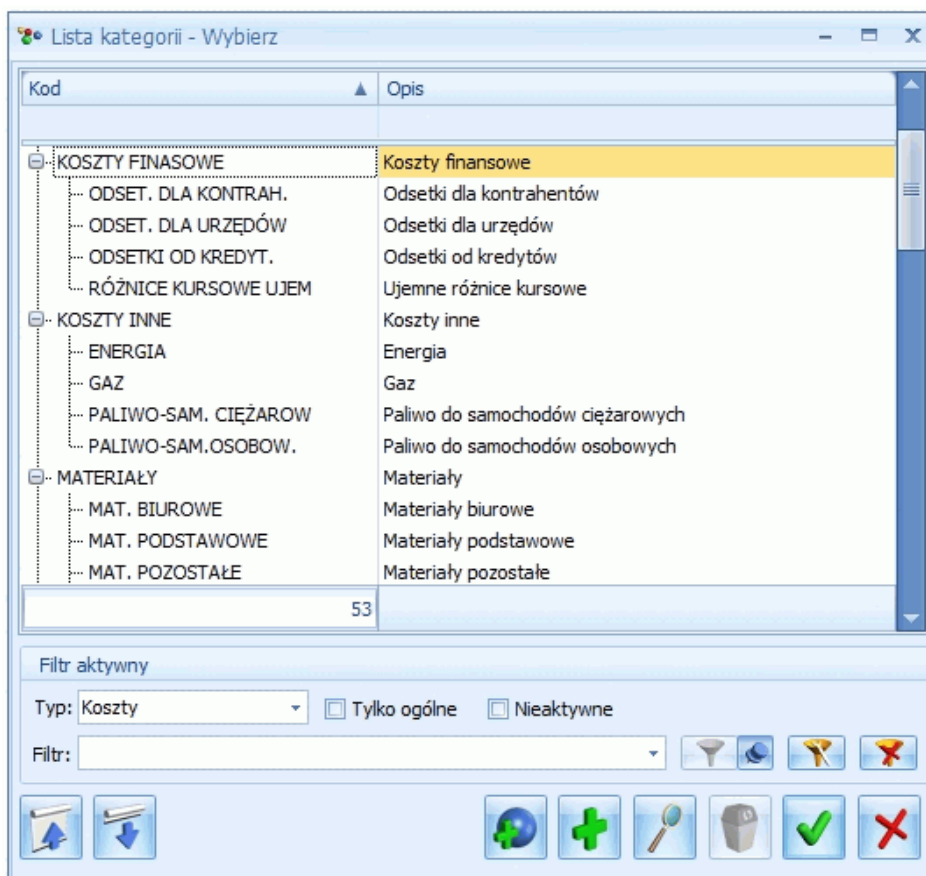 Lista kategorii - Wybierz
Kod Opis
KOSZTY FINASOWE Koszty finansowe
ODSET. DLA KONTRAH. Odsetki dla kontrahentów
ODSET. DLA URZĘDÓW Odsetki dla urzędów
ODSETKI OD KREDYT. Odsetki od kredytów
RÓŻNICE KURSOWE UJEM Ujemne różnice kursowe
KOSZTY INNE Koszty inne
ENERGIA Energia
GAZ Gaz
PALIWO-SAM. CIĘŻAROW Paliwo do samochodów ciężarowych
PALIWO-SAM.OSOBOW. Paliwo do samochodów osobowych
MATERIAŁY Materiały
MAT. BIUROWE Materiały biurowe
MAT. PODSTAWOWE Materiały podstawowe
MAT. POZOSTAŁE Materiały pozostałe
53
Filtr aktywny
Typ: Koszty Tylko ogólne Nieaktywne
Filtr: